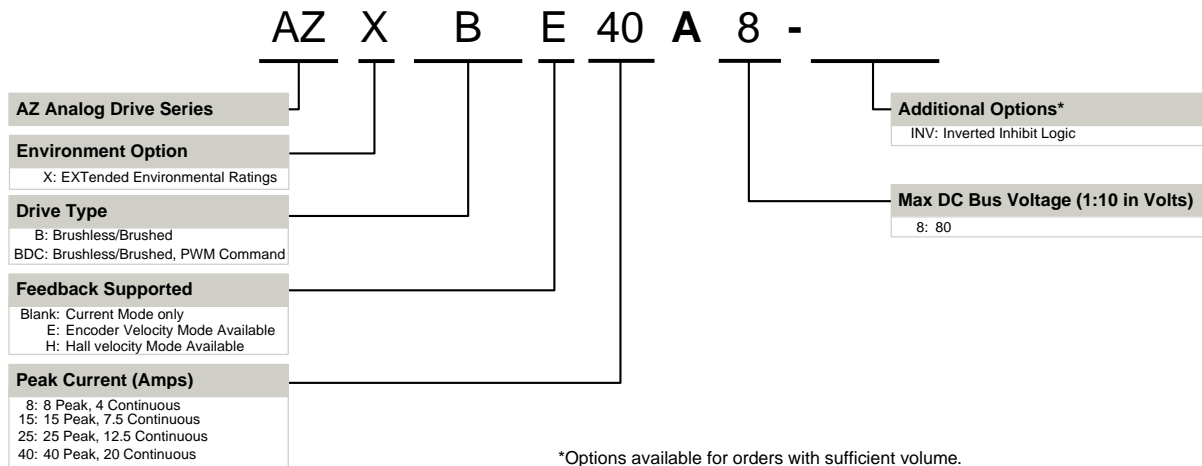 AZ X B E 40 A 8 -
AZ Analog Drive Series
Environment Option
X: EXTended Environmental Ratings
Drive Type
B: Brushless/Brushed
BDC: Brushless/Brushed, PWM Command
Feedback Supported
Blank: Current Mode only
E: Encoder Velocity Mode Available
H: Hall velocity Mode Available
Peak Current (Amps)
8: 8 Peak, 4 Continuous
15: 15 Peak, 7.5 Continuous
25: 25 Peak, 12.5 Continuous
40: 40 Peak, 20 Continuous
Additional Options*
INV: Inverted Inhibit Logic
Max DC Bus Voltage (1:10 in Volts)
8: 80
*Options available for orders with sufficient volume.